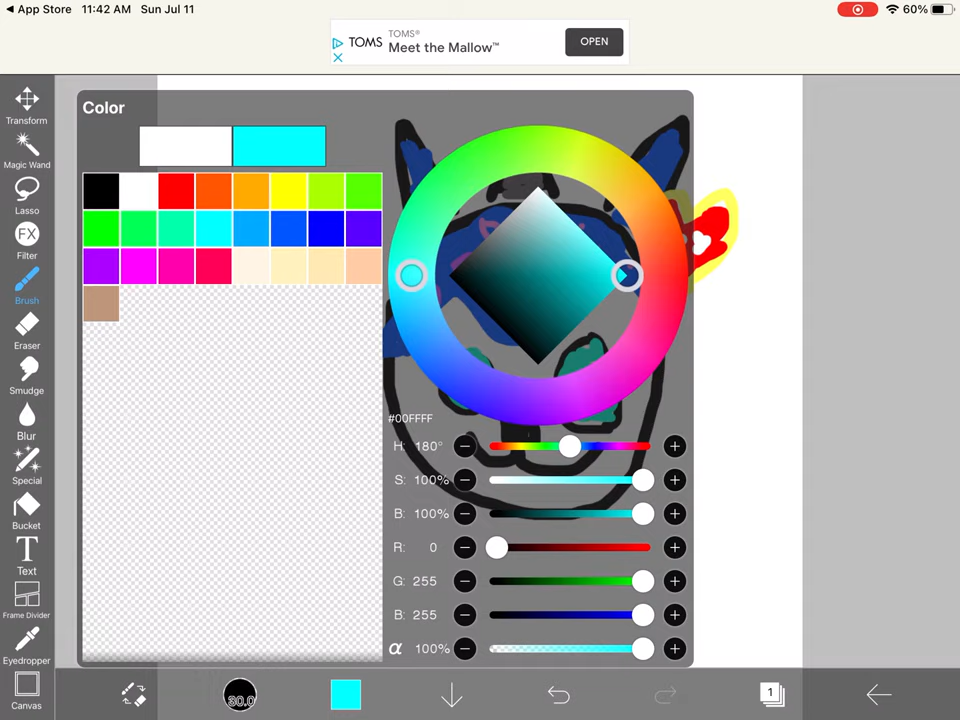 App Store 11:42 AM Sun Jul 11 60%
TOMS TOMS®
Meet the Mallow™
OPEN
Color
Transform
Magic Wand
Lasso
FX
Filter
Brush
Eraser
Smudge
Blur
Special
Bucket
T
Text
Frame Divider
Eyedropper
Canvas
#00FFFF
H: 180°
S: 100%
B: 100%
R: 0
G: 255
B: 255
α 100%
30.0
1